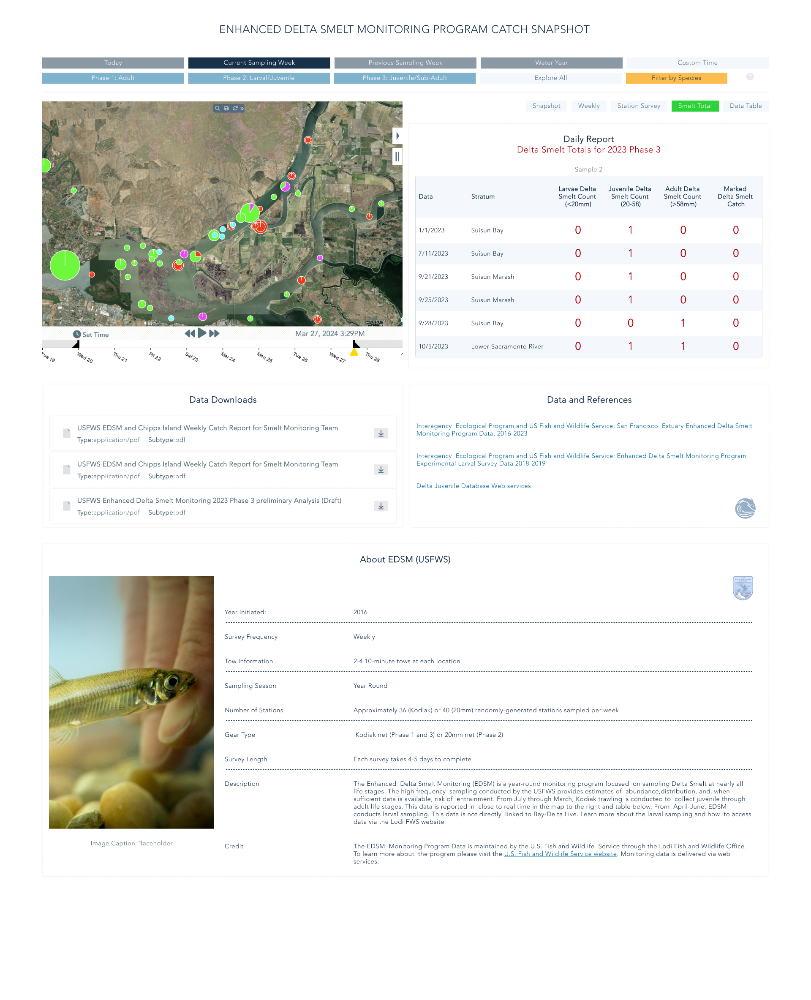 ENHANCED DELTA SMELT MONITORING PROGRAM CATCH SNAPSHOT
Today
Current Sampling Week
Previous Sampling Week
Water Year
Custom Time
Phase 1: Adult
Phase 2: Larval/Juvenile
Phase 3: Juvenile/Sub-Adult
Explore All
Filter by Species
?
Snapshot
Weekly
Station Survey
Smelt Total
Data Table
Set Time
Mar 27, 2024 3:29PM
Tue 19
Wed 20
Thu 21
Fri 22
Sat 23
Mar 24
Mon 25
Tue 26
Wed 27
Thu 28
Daily Report
Delta Smelt Totals for 2023 Phase 3
Sample 2
Data
Stratum
Larvae Delta
Smelt Count
(<20mm)
Juvenile Delta
Smelt Count
(20-58)
Adult Delta
Smelt Count
(>58mm)
Marked
Delta Smelt
Catch
1/1/2023 Suisun Bay 0 1 0 0
7/11/2023 Suisun Bay 0 1 0 0
9/21/2023 Suisun Marash 0 1 0 0
9/25/2023 Suisun Marash 0 1 0 0
9/28/2023 Suisun Bay 0 0 1 0
10/5/2023 Lower Sacramento River 0 1 1 0
Data Downloads
USFWS EDSM and Chipps Island Weekly Catch Report for Smelt Monitoring Team
Type:application/pdf Subtype:pdf
USFWS EDSM and Chipps Island Weekly Catch Report for Smelt Monitoring Team
Type:application/pdf Subtype:pdf
USFWS Enhanced Delta Smelt Monitoring 2023 Phase 3 preliminary Analysis (Draft)
Type:application/pdf Subtype:pdf
Data and References
Interagency Ecological Program and US Fish and Wildlife Service: San Francisco Estuary Enhanced Delta Smelt
Monitoring Program Data, 2016-2023
Interagency Ecological Program and US Fish and Wildlife Service: Enhanced Delta Smelt Monitoring Program
Experimental Larval Survey Data 2018-2019
Delta Juvenile Database Web services
About EDSM (USFWS)
Image Caption Placeholder
Year Initiated: 2016
Survey Frequency Weekly
Tow Information 2-4 10-minute tows at each location
Sampling Season Year Round
Number of Stations Approximately 36 (Kodiak) or 40 (20mm) randomly-generated stations sampled per week
Gear Type Kodiak net (Phase 1 and 3) or 20mm net (Phase 2)
Survey Length Each survey takes 4-5 days to complete
Description The Enhanced Delta Smelt Monitoring (EDSM) is a year-round monitoring program focused on sampling Delta Smelt at nearly all
life stages. The high frequency sampling conducted by the USFWS provides estimates of abundance,distribution, and, when
sufficient data is available, risk of entrainment. From July through March, Kodiak trawling is conducted to collect juvenile through
adult life stages. This data is reported in close to real time in the map to the right and table below. From April-June, EDSM
conducts larval sampling. This data is not directly linked to Bay-Delta Live. Learn more about the larval sampling and how to access
data via the Lodi FWS website
Credit The EDSM Monitoring Program Data is maintained by the U.S. Fish and Wildlife Service through the Lodi Fish and Wildlife Office.
To learn more about the program please visit the U.S. Fish and Wildlife Service website. Monitoring data is delivered via web
services.